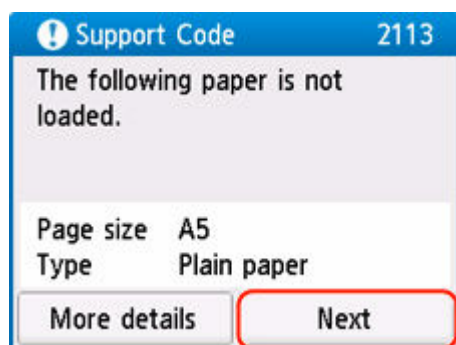 Support Code 2113
The following paper is not
loaded.
Page size A5
Type Plain paper
More details Next